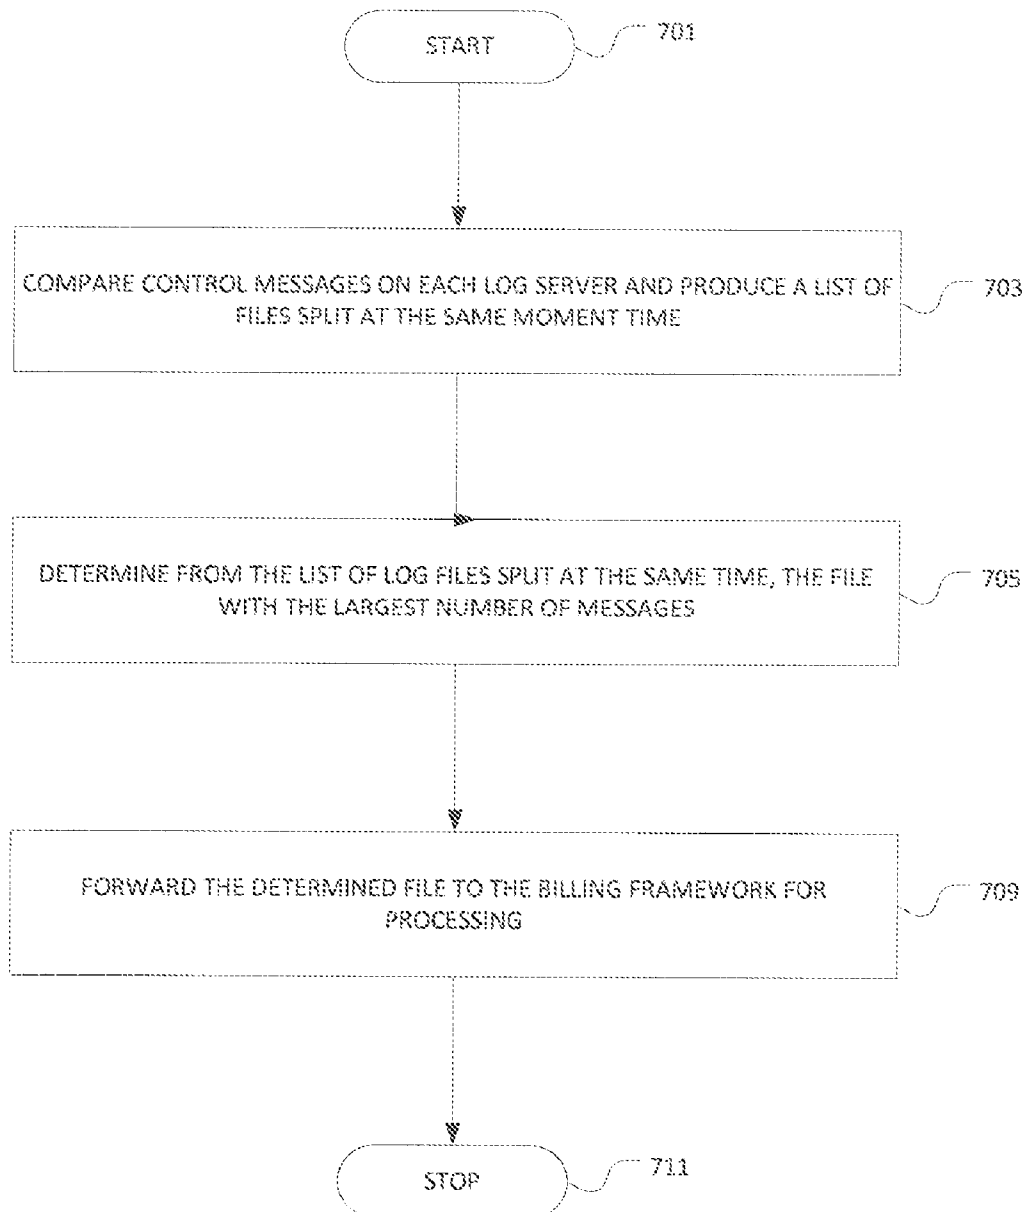 START
701
COMPARE CONTROL MESSAGES ON EACH LOG SERVER AND PRODUCE A LIST OF
FILES SPLIT AT THE SAME MOMENT TIME
703
DETERMINE FROM THE LIST OF LOG FILES SPLIT AT THE SAME TIME, THE FILE
WITH THE LARGEST NUMBER OF MESSAGES
705
FORWARD THE DETERMINED FILE TO THE BILLING FRAMEWORK FOR
PROCESSING
709
STOP
711